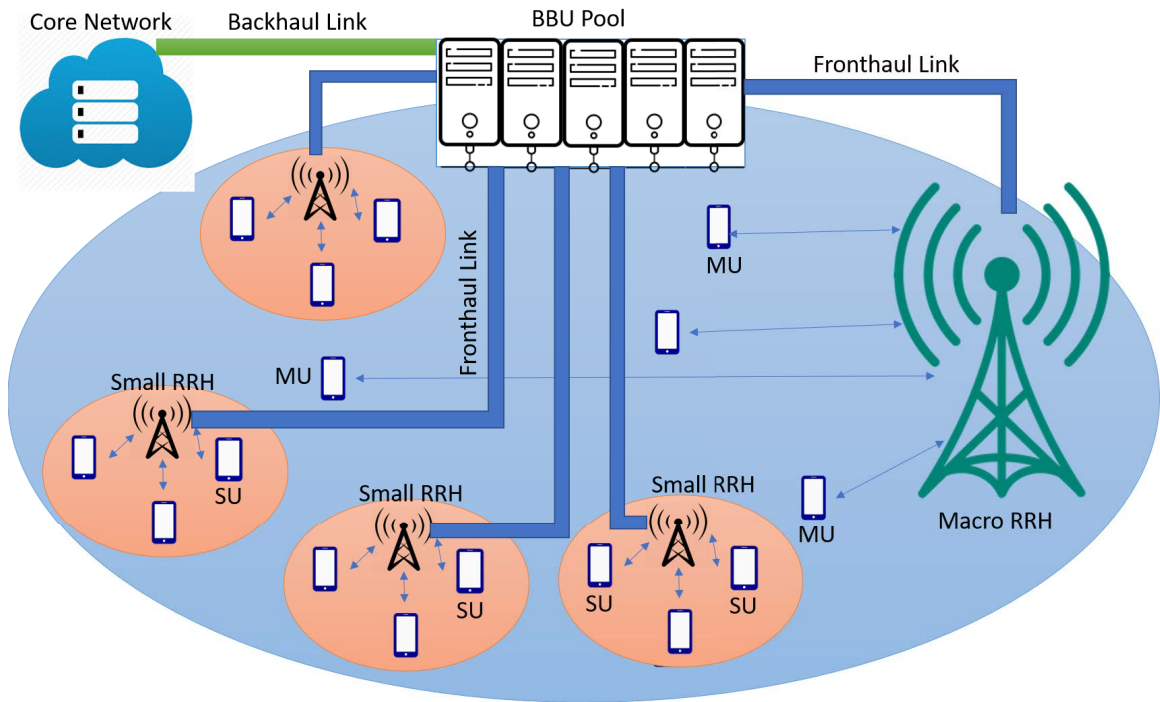 Core Network
Backhaul Link
BBU Pool
Fronthaul Link
MU
Fronthaul Link
MU
Small RRH
SU
Small RRH
SU
Small RRH
SU
SU
MU
Macro RRH